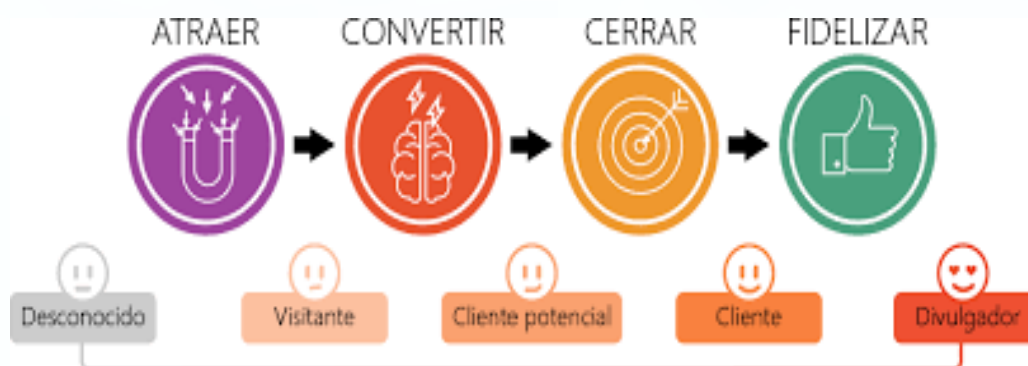 ATRAER CONVERTIR CERRAR FIDELIZAR
Desconocido Visitante Cliente potencial Cliente Divulgador